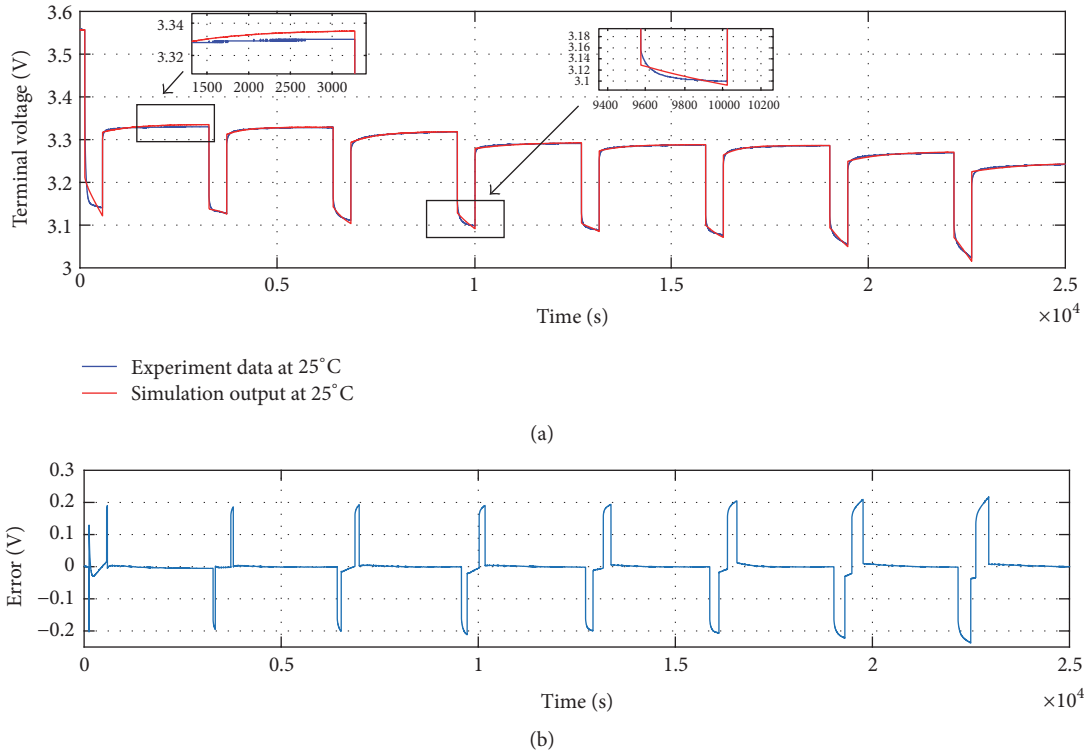 3.6
3.5
3.4
3.3
3.2
3.1
3
Terminal voltage (V)
3.34
3.32
1500 2000 2500 3000
3.18
3.16
3.14
3.12
3.1
9400 9600 9800 10000 10200
0 0.5 1 1.5 2 2.5
×10⁴
Time (s)
Experiment data at 25°C
Simulation output at 25°C
(a)
0.3
0.2
0.1
0
−0.1
−0.2
Error (V)
0 0.5 1 1.5 2 2.5
×10⁴
Time (s)
(b)